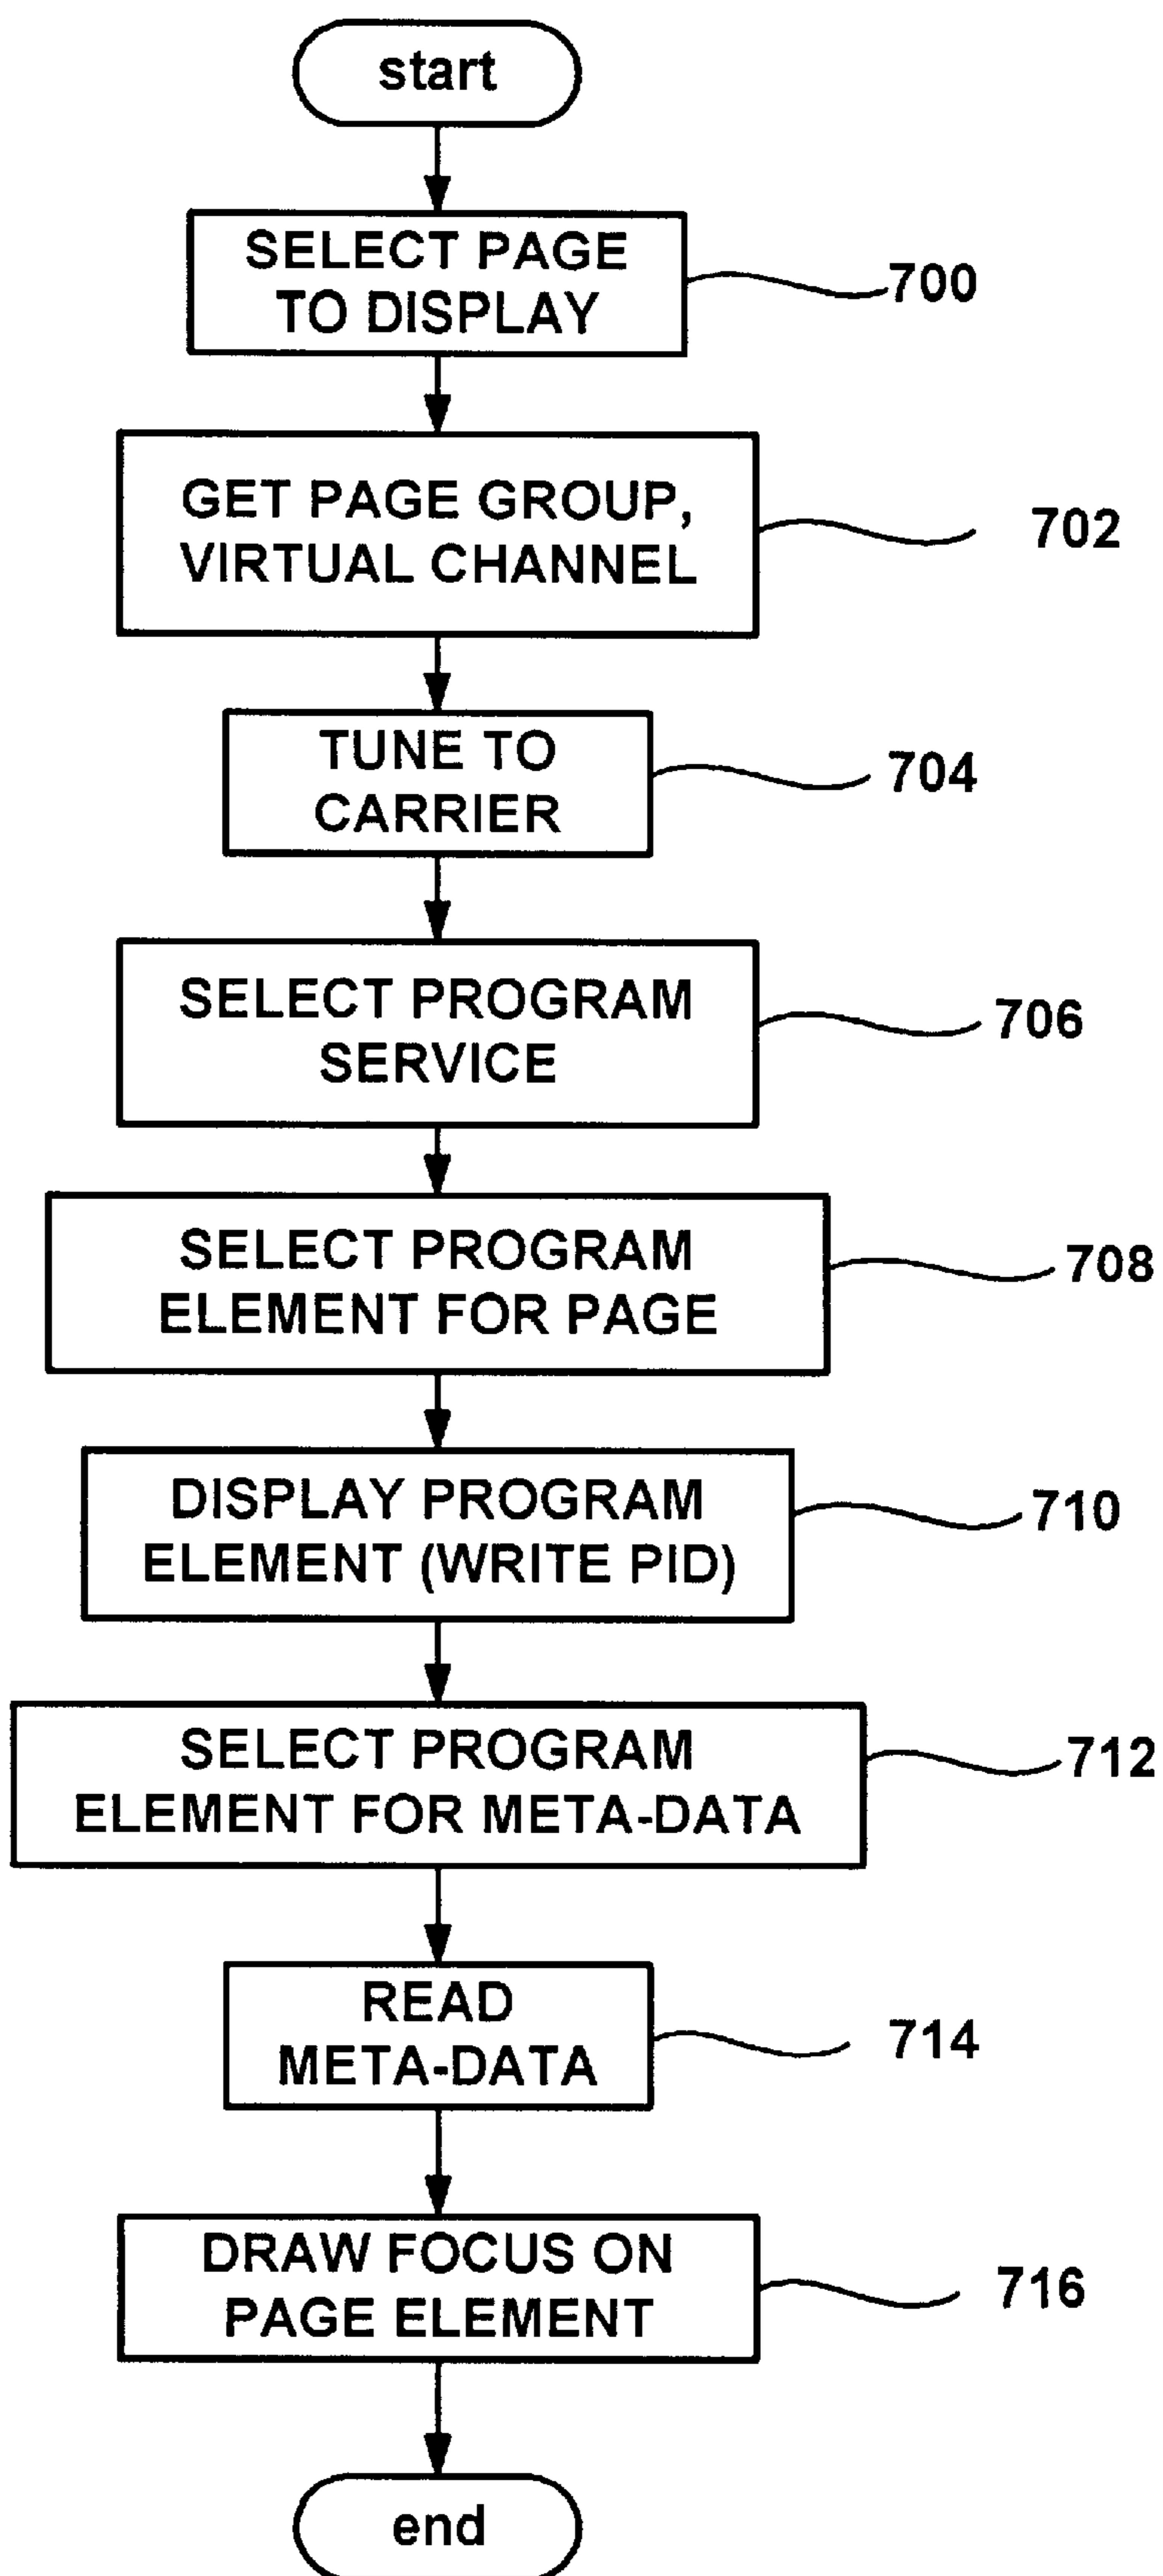 start
SELECT PAGE
TO DISPLAY
700
GET PAGE GROUP,
VIRTUAL CHANNEL
702
TUNE TO
CARRIER
704
SELECT PROGRAM
SERVICE
706
SELECT PROGRAM
ELEMENT FOR PAGE
708
DISPLAY PROGRAM
ELEMENT (WRITE PID)
710
SELECT PROGRAM
ELEMENT FOR META-DATA
712
READ
META-DATA
714
DRAW FOCUS ON
PAGE ELEMENT
716
end